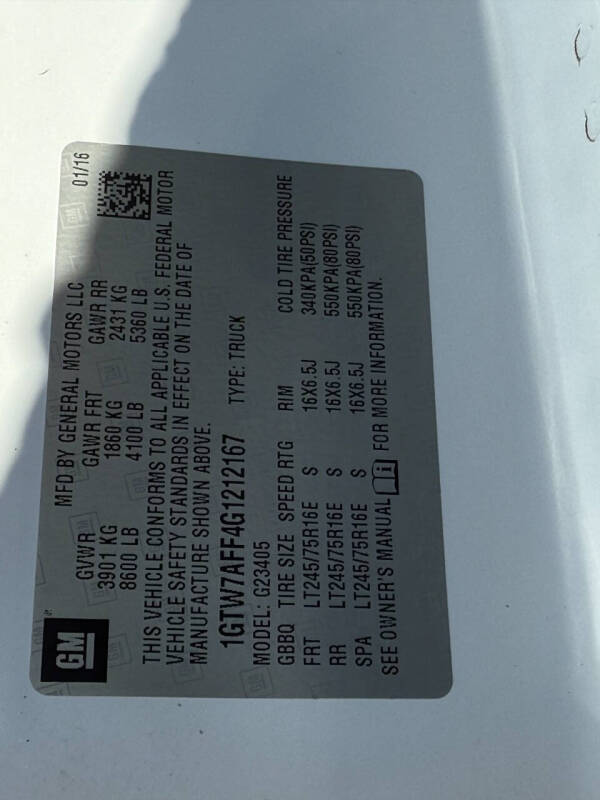 GM
MFD BY GENERAL MOTORS LLC 01/16
GVWR GAWR FRT GAWR RR
3901 KG 1860 KG 2431 KG
8600 LB 4100 LB 5360 LB
THIS VEHICLE CONFORMS TO ALL APPLICABLE U.S. FEDERAL MOTOR
VEHICLE SAFETY STANDARDS IN EFFECT ON THE DATE OF
MANUFACTURE SHOWN ABOVE.
1GTW7AFF4G1212167 TYPE: TRUCK
MODEL: G23405
GBBQ TIRE SIZE SPEED RTG RIM COLD TIRE PRESSURE
FRT LT245/75R16E S 16X6.5J 340KPA(50PSI)
RR LT245/75R16E S 16X6.5J 550KPA(80PSI)
SPA LT245/75R16E S 16X6.5J 550KPA(80PSI)
SEE OWNER'S MANUAL FOR MORE INFORMATION.